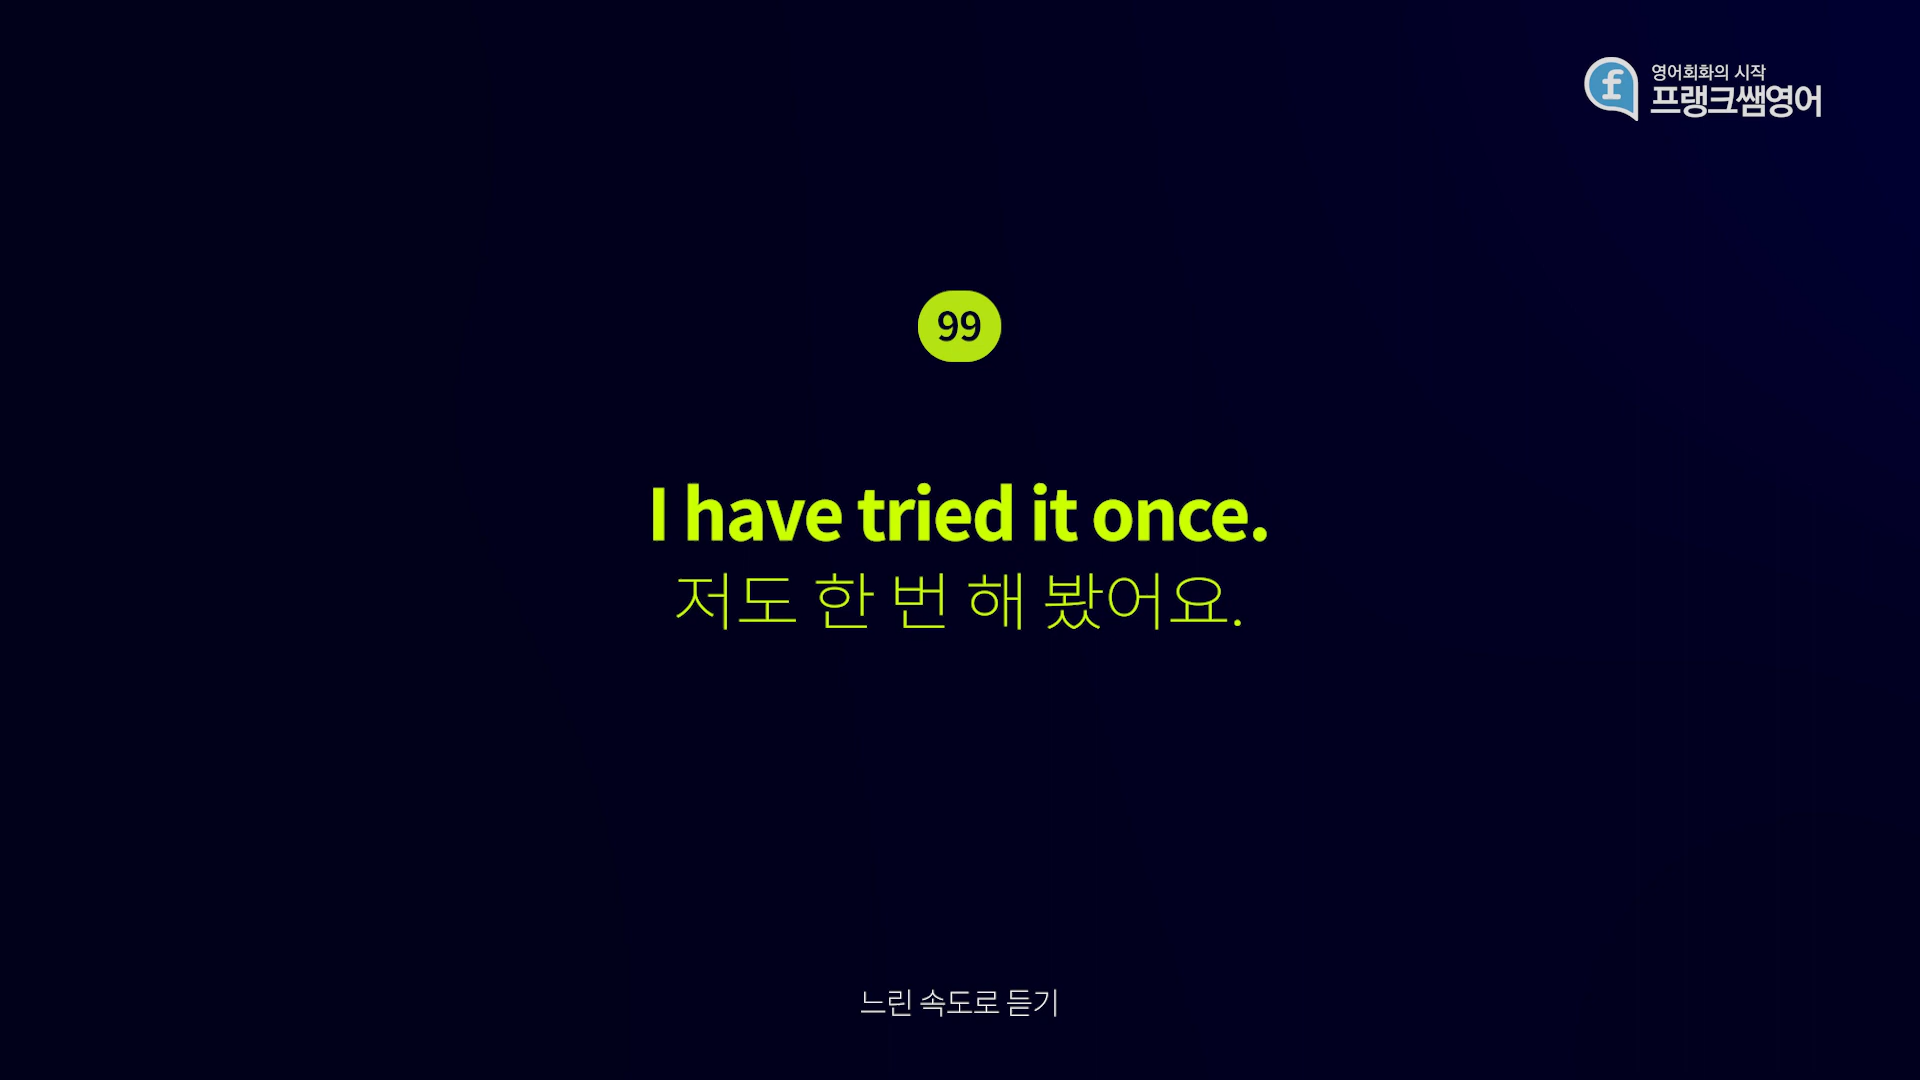 영어회화의 시작
프랭크쌤영어
99
I have tried it once.
저도 한 번 해 봤어요.
느린 속도로 듣기